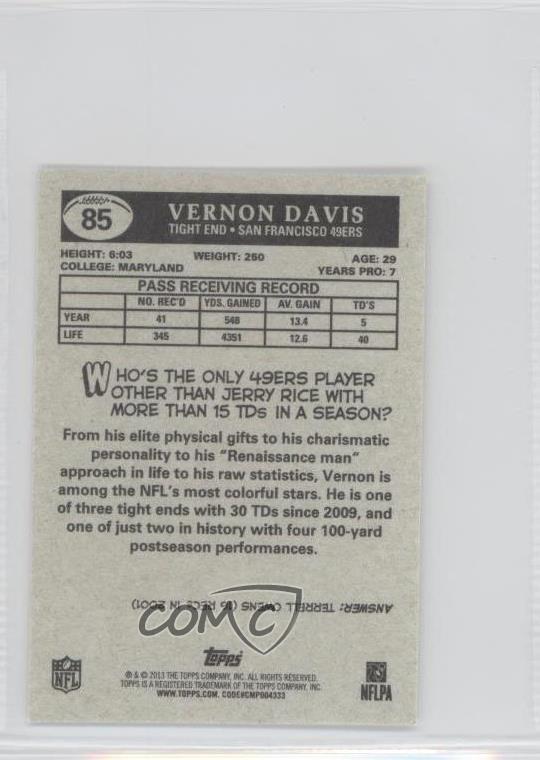 85
VERNON DAVIS
TIGHT END • SAN FRANCISCO 49ERS
HEIGHT: 6:03 WEIGHT: 250 AGE: 29
COLLEGE: MARYLAND YEARS PRO: 7
PASS RECEIVING RECORD
NO. REC'D YDS. GAINED AV. GAIN TD'S
YEAR 41 548 13.4 5
LIFE 345 4351 12.6 40
WHO'S THE ONLY 49ERS PLAYER
OTHER THAN JERRY RICE WITH
MORE THAN 15 TDs IN A SEASON?
From his elite physical gifts to his charismatic
personality to his "Renaissance man"
approach in life to his raw statistics, Vernon is
among the NFL's most colorful stars. He is one
of three tight ends with 30 TDs since 2009, and
one of just two in history with four 100-yard
postseason performances.
ANSWER: TERRELL OWENS (16 RECS IN 2001)
COMC
Topps
® & © 2013 THE TOPPS COMPANY, INC. ALL RIGHTS RESERVED.
TOPPS IS A REGISTERED TRADEMARK OF THE TOPPS COMPANY, INC.
WWW.TOPPS.COM. CODE#CMPD04333
NFL
NFLPA